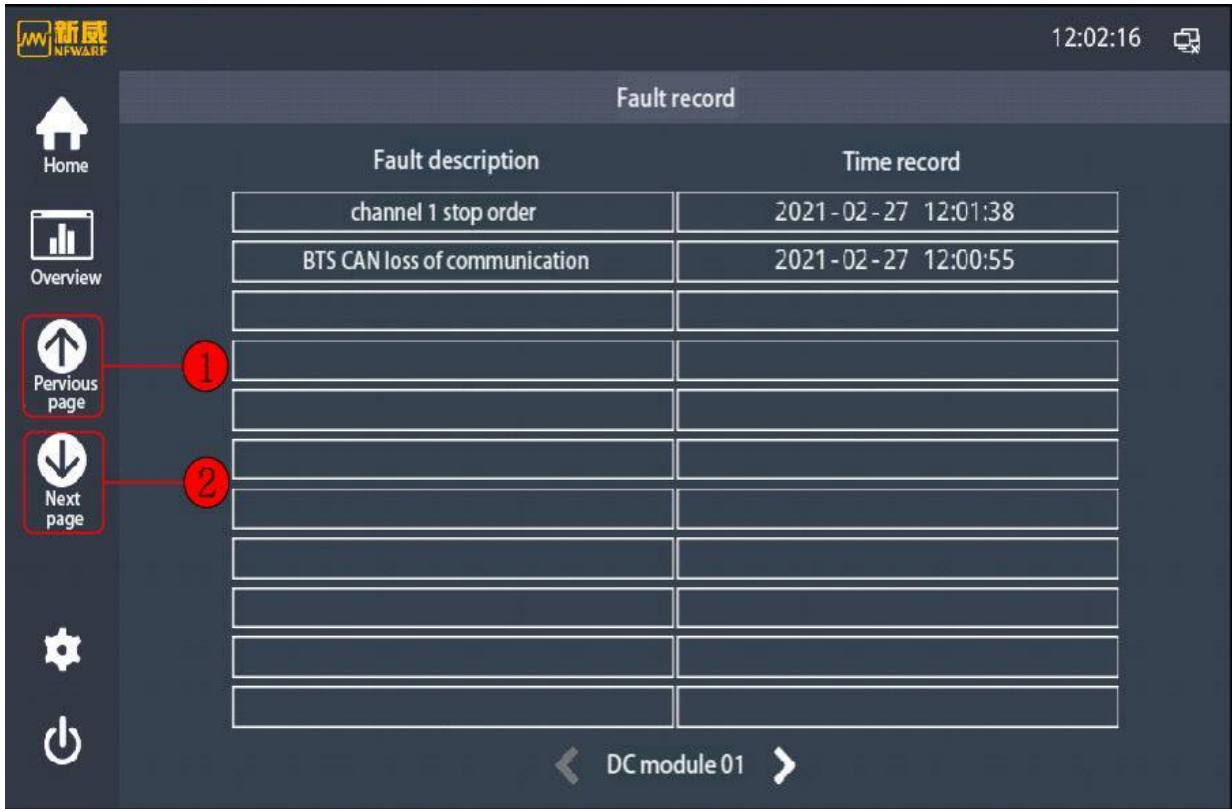 新威
NEWARE
12:02:16
Fault record
Home
Fault description
Time record
channel 1 stop order
2021-02-27 12:01:38
Overview
BTS CAN loss of communication
2021-02-27 12:00:55
Pervious
page
1
Next
page
2
DC module 01